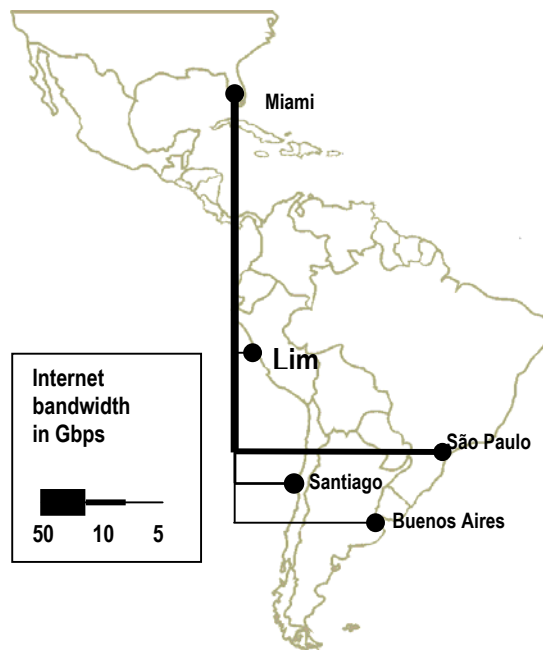 Miami
Lim
Internet
bandwidth
in Gbps
São Paulo
Santiago
50 10 5
Buenos Aires